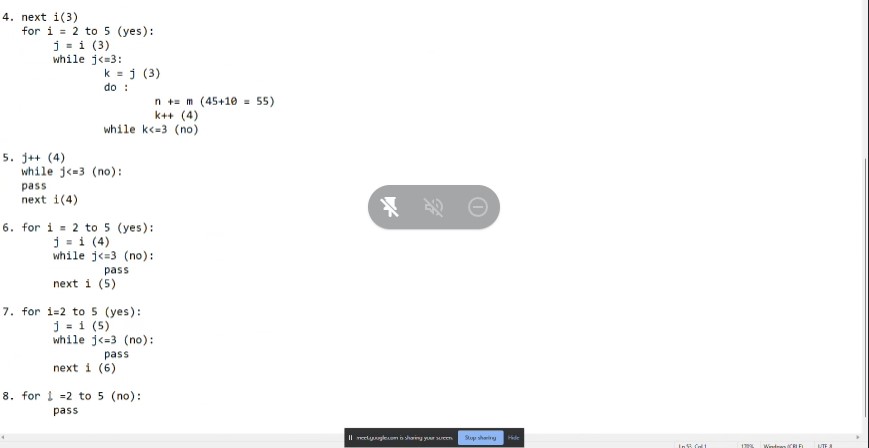 4. next i(3)
for i = 2 to 5 (yes):
j = i (3)
while j<=3:
k = j (3)
do :
n += m (45+10 = 55)
k++ (4)
while k<=3 (no)
5. j++ (4)
while j<=3 (no):
pass
next i(4)
6. for i = 2 to 5 (yes):
j = i (4)
while j<=3 (no):
pass
next i (5)
7. for i=2 to 5 (yes):
j = i (5)
while j<=3 (no):
pass
next i (6)
8. for i =2 to 5 (no):
pass
meet.google.com is sharing your screen. Stop sharing Hide
Ln 53, Col 1 170% Windows (CRLF) UTF-8